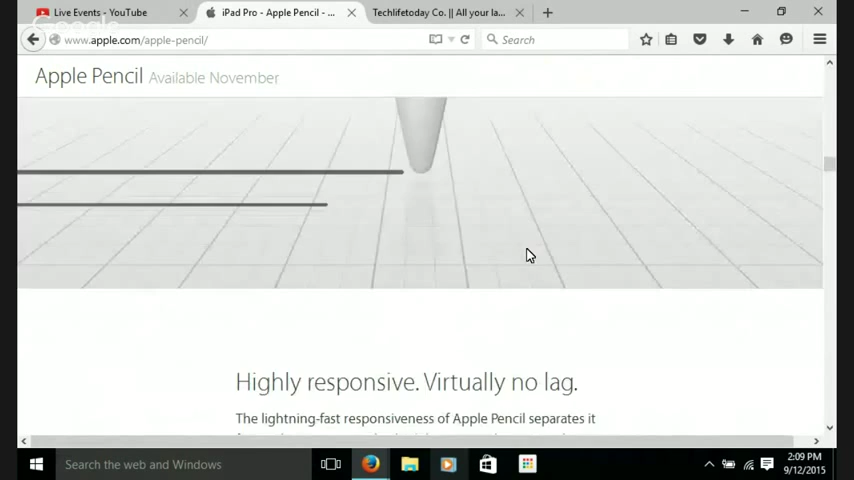 Live Events - YouTube
iPad Pro - Apple Pencil - ...
Techlifetoday Co. || All your la...
Google
www.apple.com/apple-pencil/
Search
Apple Pencil Available November
Highly responsive. Virtually no lag.
The lightning-fast responsiveness of Apple Pencil separates it
Search the web and Windows
2:09 PM
9/12/2015